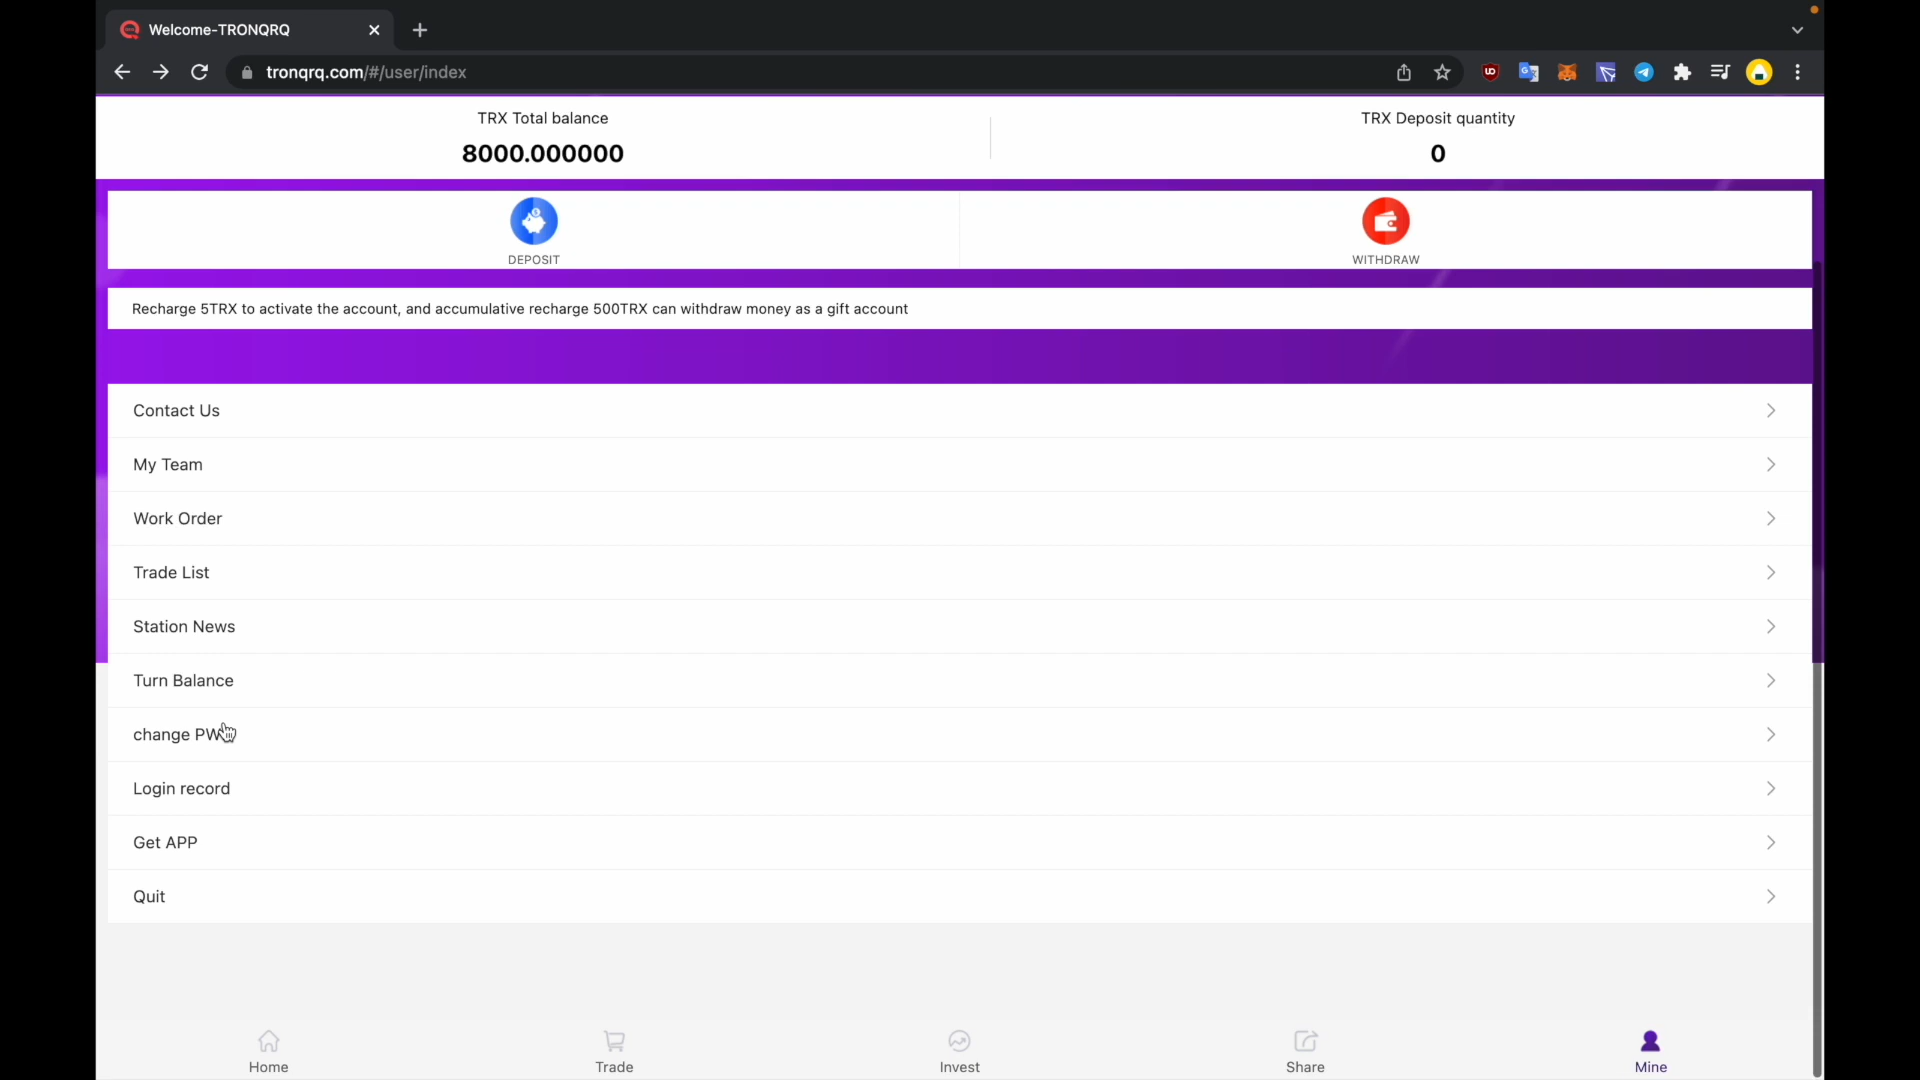 Welcome-TRONQRQ
tronqrq.com/#/user/index
TRX Total balance
8000.000000
TRX Deposit quantity
0
DEPOSIT
WITHDRAW
Recharge 5TRX to activate the account, and accumulative recharge 500TRX can withdraw money as a gift account
Contact Us
My Team
Work Order
Trade List
Station News
Turn Balance
change PW
Login record
Get APP
Quit
Home
Trade
Invest
Share
Mine